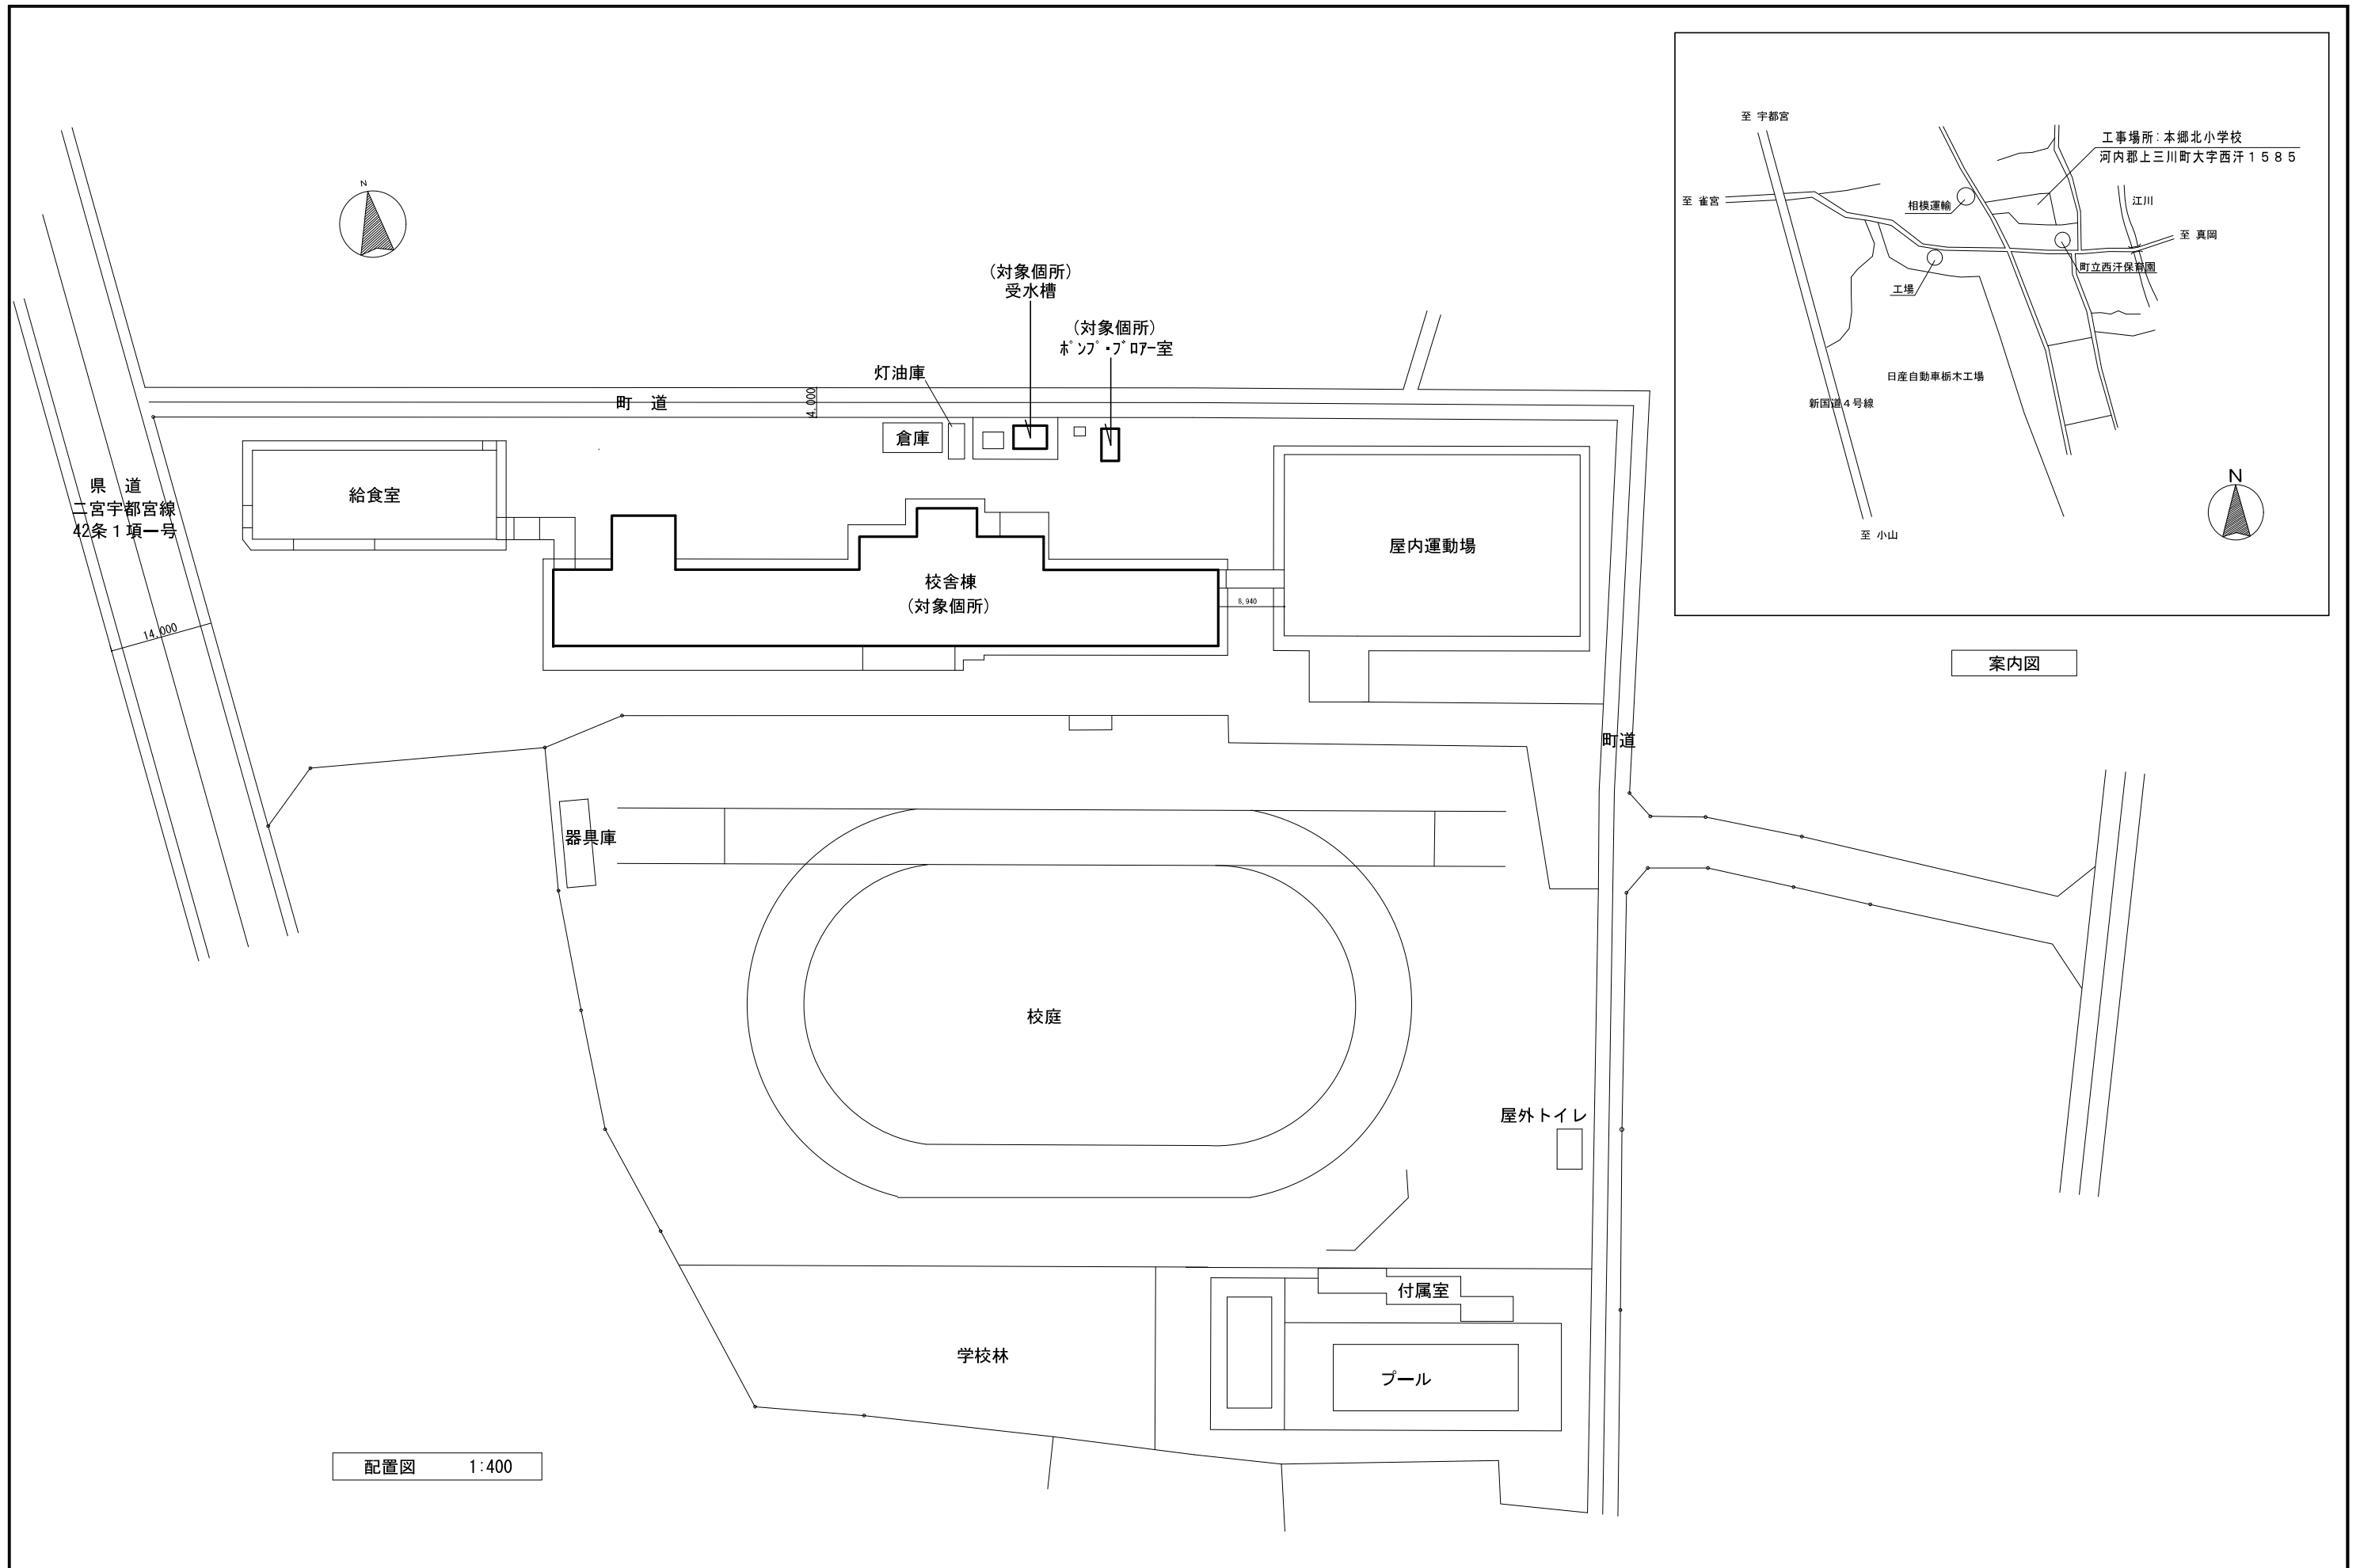 N
(対象個所)
受水槽
(対象個所)
ﾎﾟﾝﾌﾟ・ﾌﾞﾛｱｰ室
灯油庫
町 道
4,000
倉庫
県 道
二宮宇都宮線
42条1項一号
14,000
給食室
校舎棟
(対象個所)
8,940
屋内運動場
町道
器具庫
校庭
屋外トイレ
付属室
学校林
プール
配置図 1:400
至 宇都宮
工事場所:本郷北小学校
河内郡上三川町大字西汗1585
至 雀宮
相模運輸
江川
至 真岡
町立西汗保育園
工場
日産自動車栃木工場
新国道4号線
至 小山
N
案内図